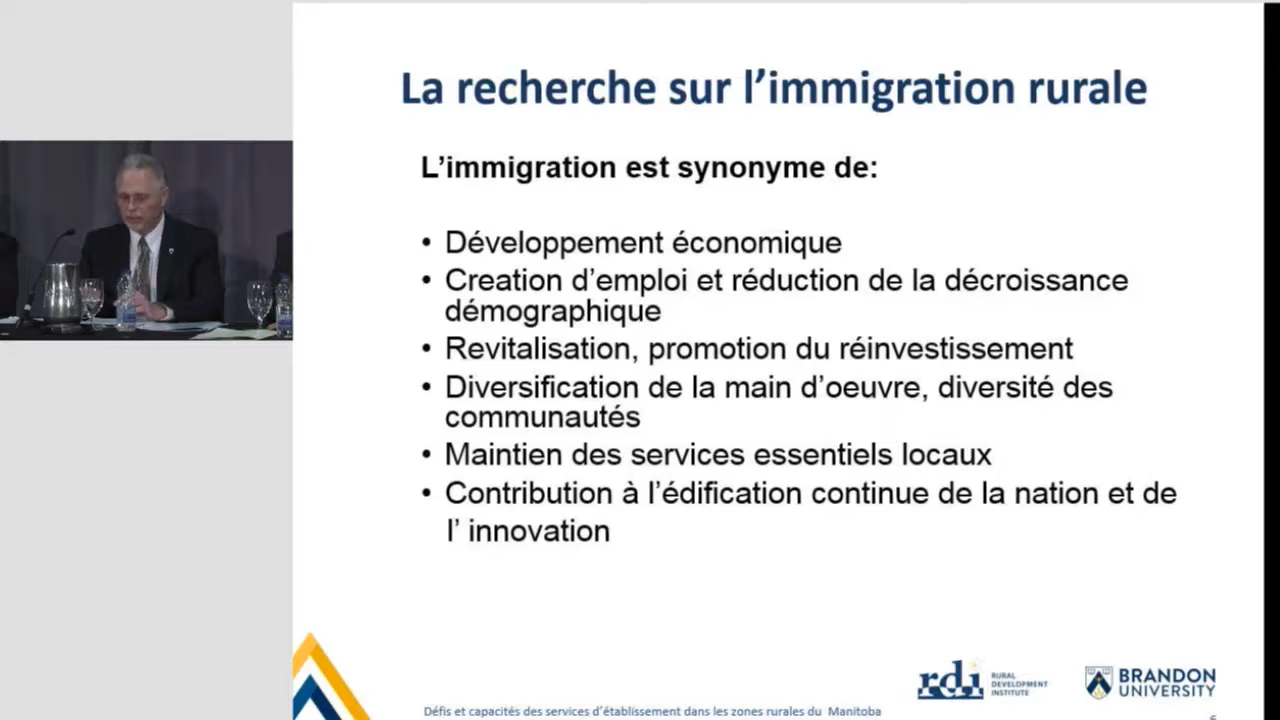 La recherche sur l’immigration rurale
L’immigration est synonyme de:
• Développement économique
• Creation d’emploi et réduction de la décroissance
démographique
• Revitalisation, promotion du réinvestissement
• Diversification de la main d’oeuvre, diversité des
communautés
• Maintien des services essentiels locaux
• Contribution à l’édification continue de la nation et de
l’ innovation
rdi RURAL
DEVELOPMENT
INSTITUTE
BRANDON
UNIVERSITY
Défis et capacités des services d’établissement dans les zones rurales du Manitoba